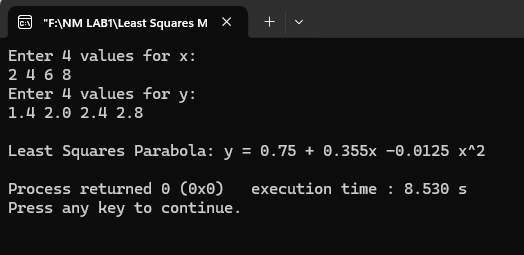 "F:\NM LAB1\Least Squares M
Enter 4 values for x:
2 4 6 8
Enter 4 values for y:
1.4 2.0 2.4 2.8
Least Squares Parabola: y = 0.75 + 0.355x -0.0125 x^2
Process returned 0 (0x0)   execution time : 8.530 s
Press any key to continue.